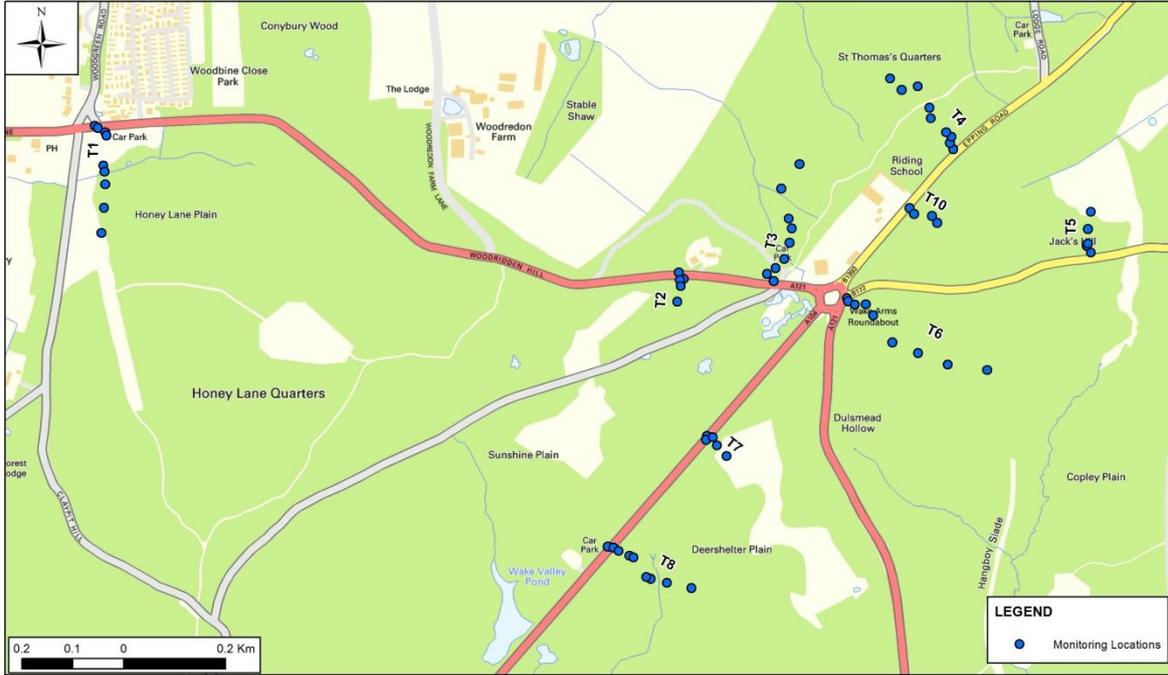 N
WOODGREEN ROAD
Conybury Wood
Woodbine Close
Park
The Lodge
Woodredon
Farm
WOODREDON FARM LANE
Stable
Shaw
St Thomas's Quarters
Car
Park
LODGE ROAD
T4
EPPING ROAD
Riding
School
PH
T1
Car Park
Honey Lane Plain
WOODRIDDEN HILL
T2
T3
Car
Park
A121
T10
T5
Jack's Hill
B1393
B172
Wake Arms
Roundabout
A104
A121
T6
Honey Lane Quarters
Dulsmead
Hollow
Sunshine Plain
T7
Copley Plain
CLAYPIT HILL
Car
Park
T8
Deershelter Plain
Hangboy Slade
Wake Valley
Pond
LEGEND
Monitoring Locations
0.2 0.1 0 0.2 Km